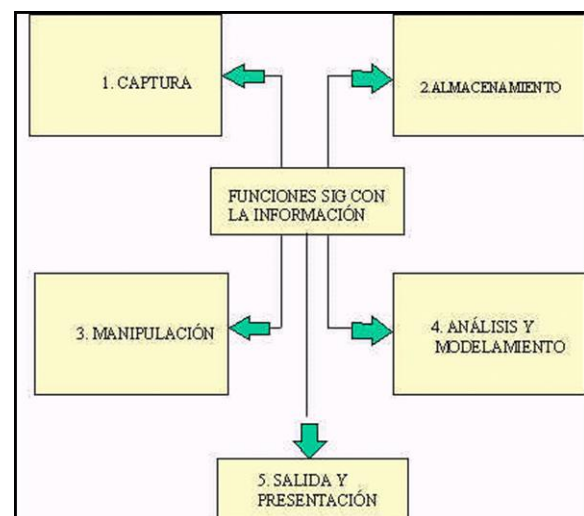 1. CAPTURA
2.ALMACENAMIENTO
FUNCIONES SIG CON
LA INFORMACIÓN
3. MANIPULACIÓN
4. ANÁLISIS Y
MODELAMIENTO
5. SALIDA Y
PRESENTACIÓN